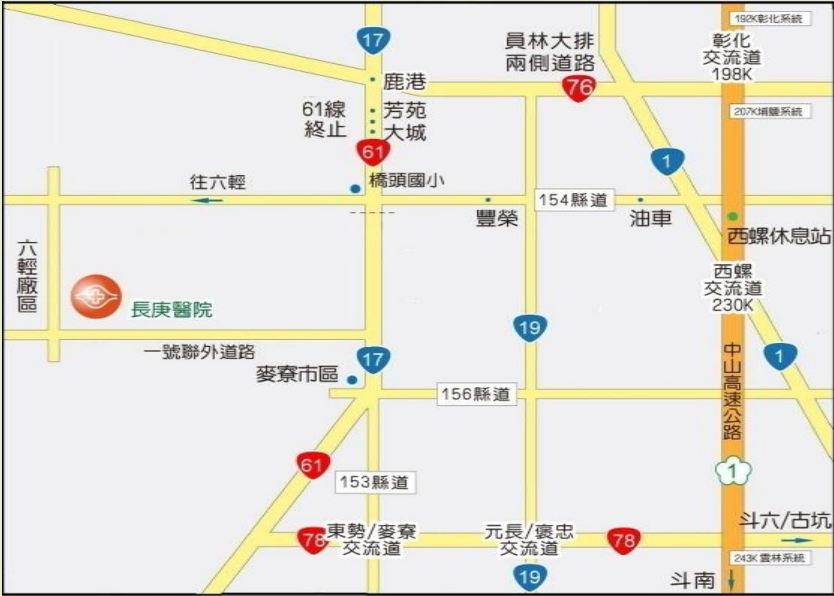 192K彰化系統
17
員林大排
兩側道路
彰化
交流道
198K
鹿港
76
61線
終止
芳苑
大城
207K埔鹽系統
61
1
往六輕
橋頭國小
154縣道
豐榮
油車
西螺休息站
六輕廠區
長庚醫院
西螺
交流道
230K
19
一號聯外道路
17
1
中山高速公路
麥寮市區
156縣道
61
153縣道
1
斗六/古坑
78
東勢/麥寮
交流道
元長/褒忠
交流道
78
243K雲林系統
19
斗南